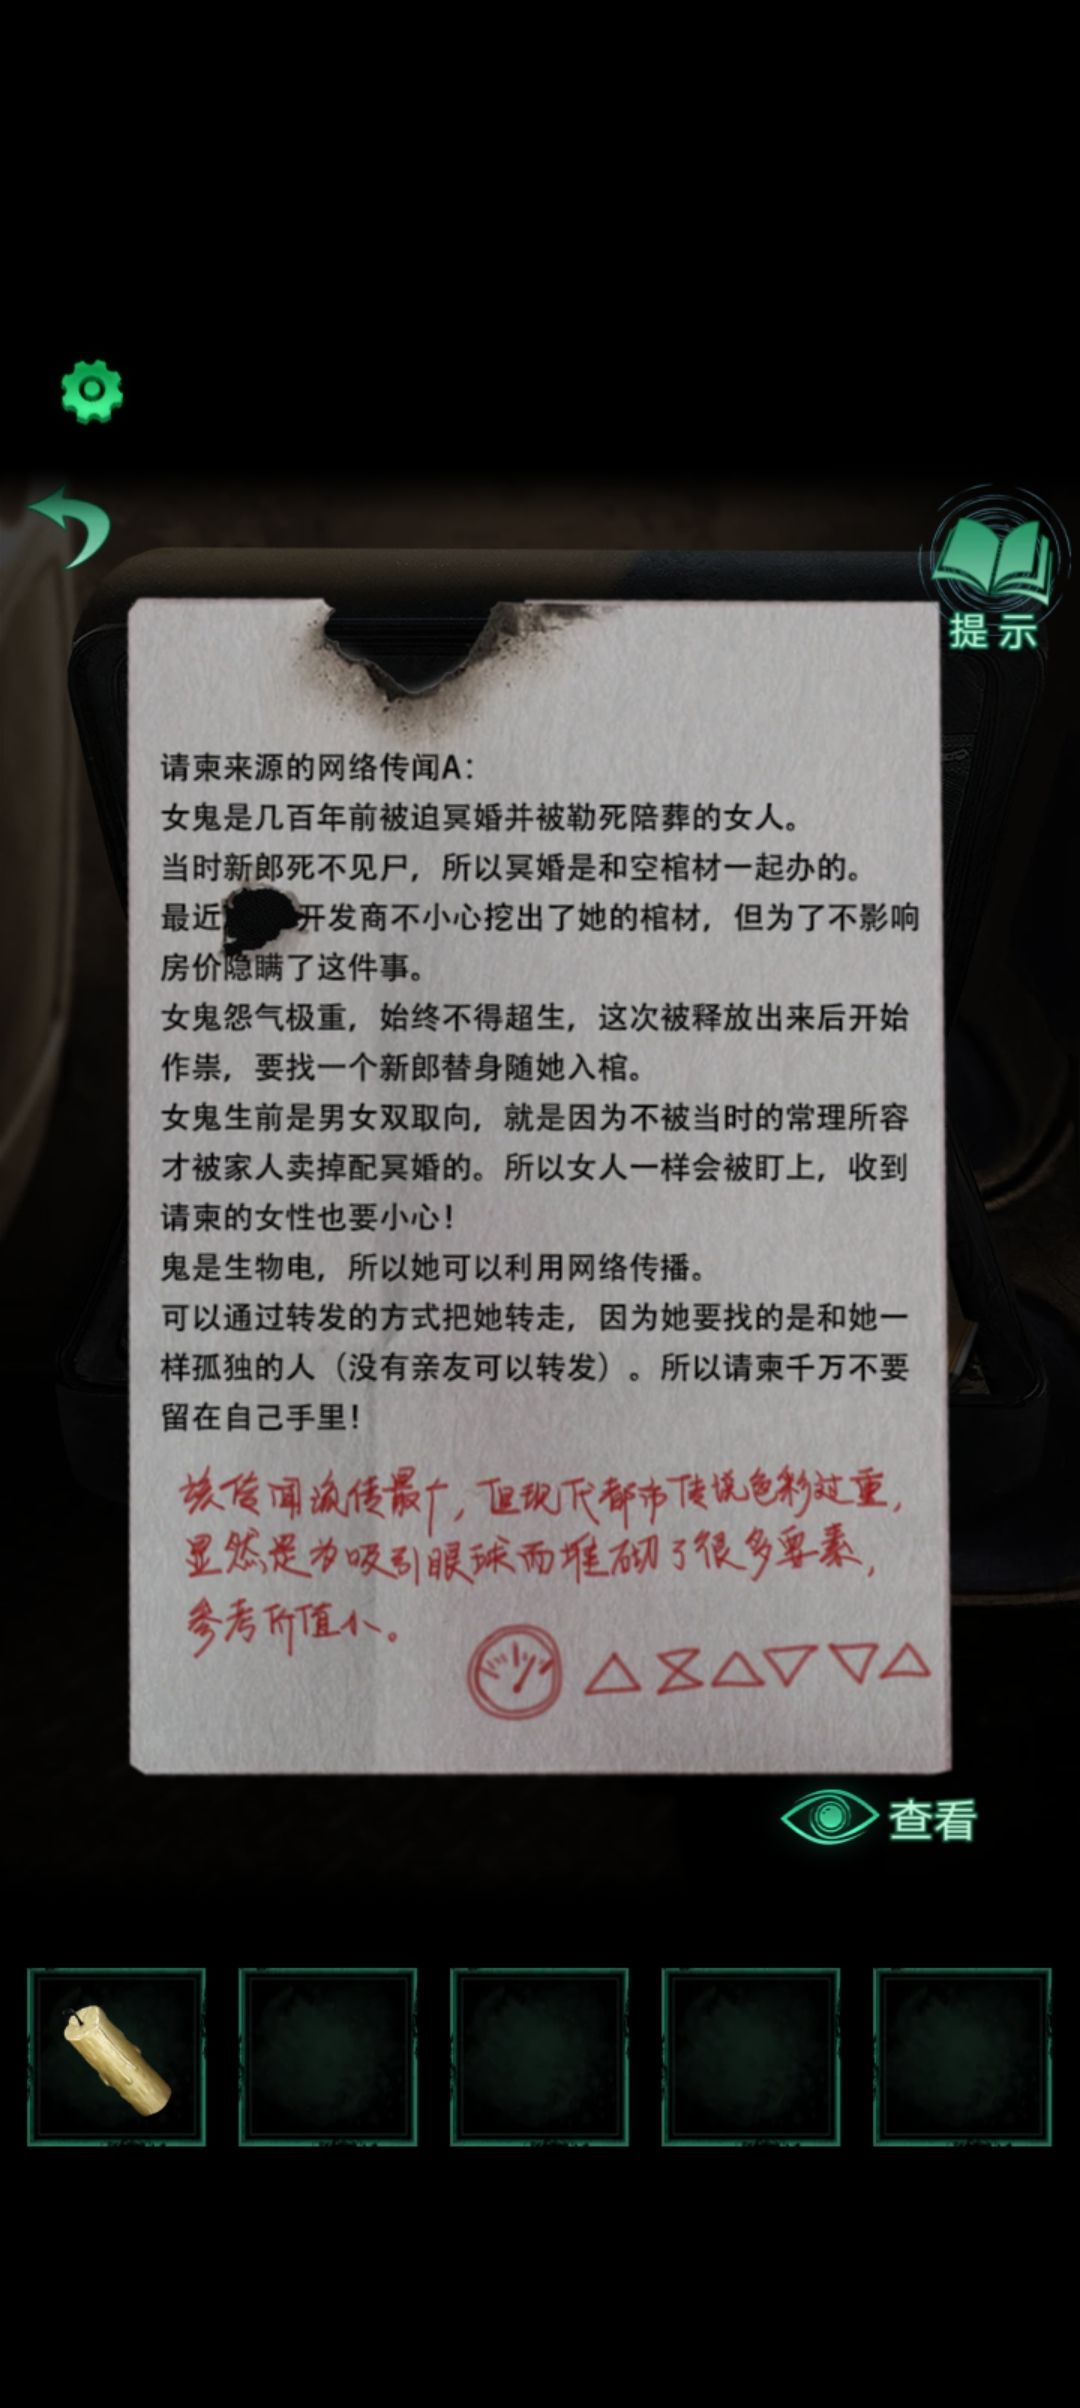 提示
请柬来源的网络传闻A：
女鬼是几百年前被迫冥婚并被勒死陪葬的女人。
当时新郎死不见尸，所以冥婚是和空棺材一起办的。
最近 开发商不小心挖出了她的棺材，但为了不影响
房价隐瞒了这件事。
女鬼怨气极重，始终不得超生，这次被释放出来后开始
作祟，要找一个新郎替身随她入棺。
女鬼生前是男女双取向，就是因为不被当时的常理所容
才被家人卖掉配冥婚的。所以女人一样会被盯上，收到
请柬的女性也要小心！
鬼是生物电，所以她可以利用网络传播。
可以通过转发的方式把她转走，因为她要找的是和她一
样孤独的人（没有亲友可以转发）。所以请柬千万不要
留在自己手里！
该传闻流传最广，但现代都市传说色彩过重，
显然是为吸引眼球而堆砌了很多要素，
参考价值小。
查看